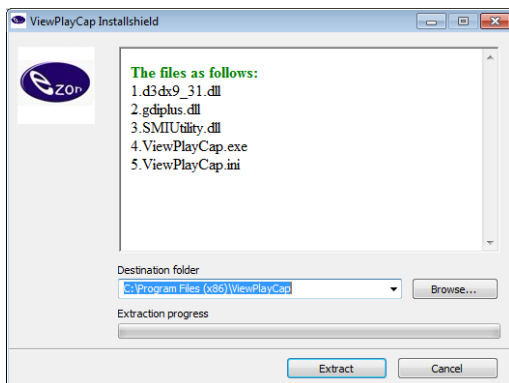 ViewPlayCap Installshield
ezon
The files as follows:
1.d3dx9_31.dll
2.gdiplus.dll
3.SMIUtility.dll
4.ViewPlayCap.exe
5.ViewPlayCap.ini
Destination folder
C:\Program Files (x86)\ViewPlayCap
Browse...
Extraction progress
Extract
Cancel